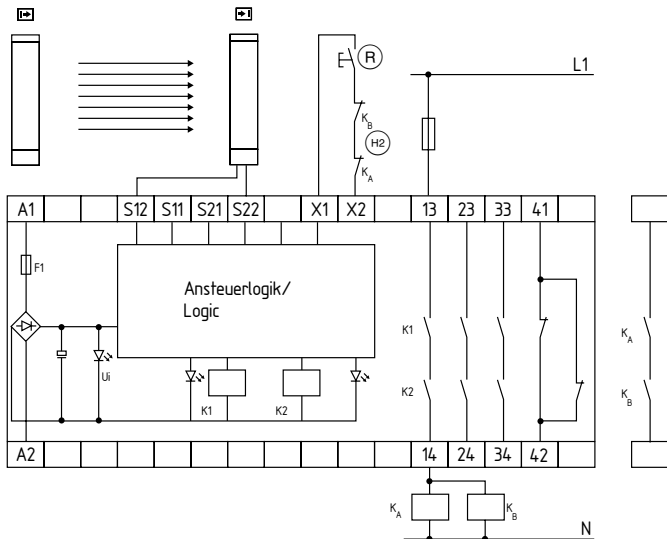 R
L1
K_B
H2
K_A
A1 S12 S11 S21 S22 X1 X2 13 23 33 41
F1
Ansteuerlogik/
Logic
K1
K_A
Ui
K1 K2
K2
K_B
A2 14 24 34 42
K_A K_B
N